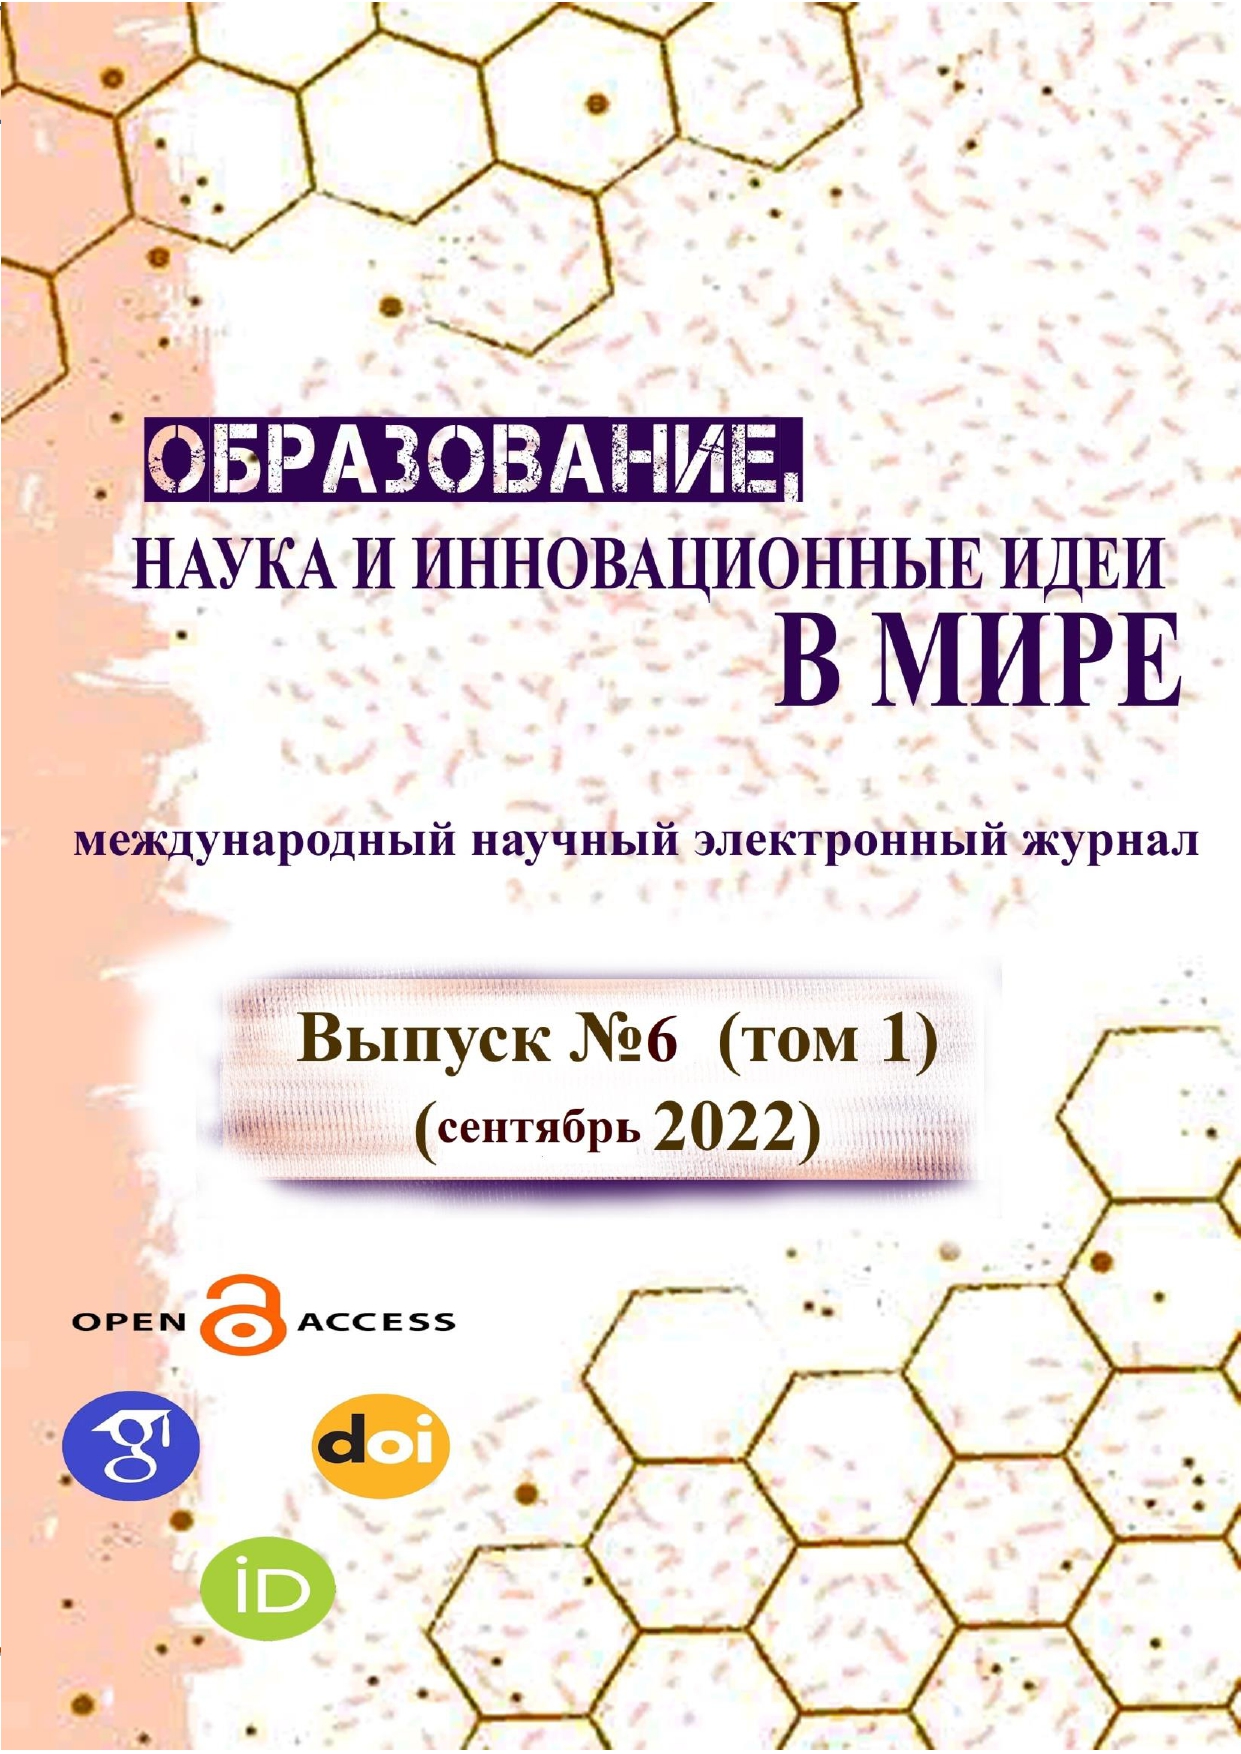 ОБРАЗОВАНИЕ,
НАУКА И ИННОВАЦИОННЫЕ ИДЕИ
В МИРЕ
международный научный электронный журнал
Выпуск №6 (том 1)
(сентябрь 2022)
OPEN ACCESS
g
doi
iD